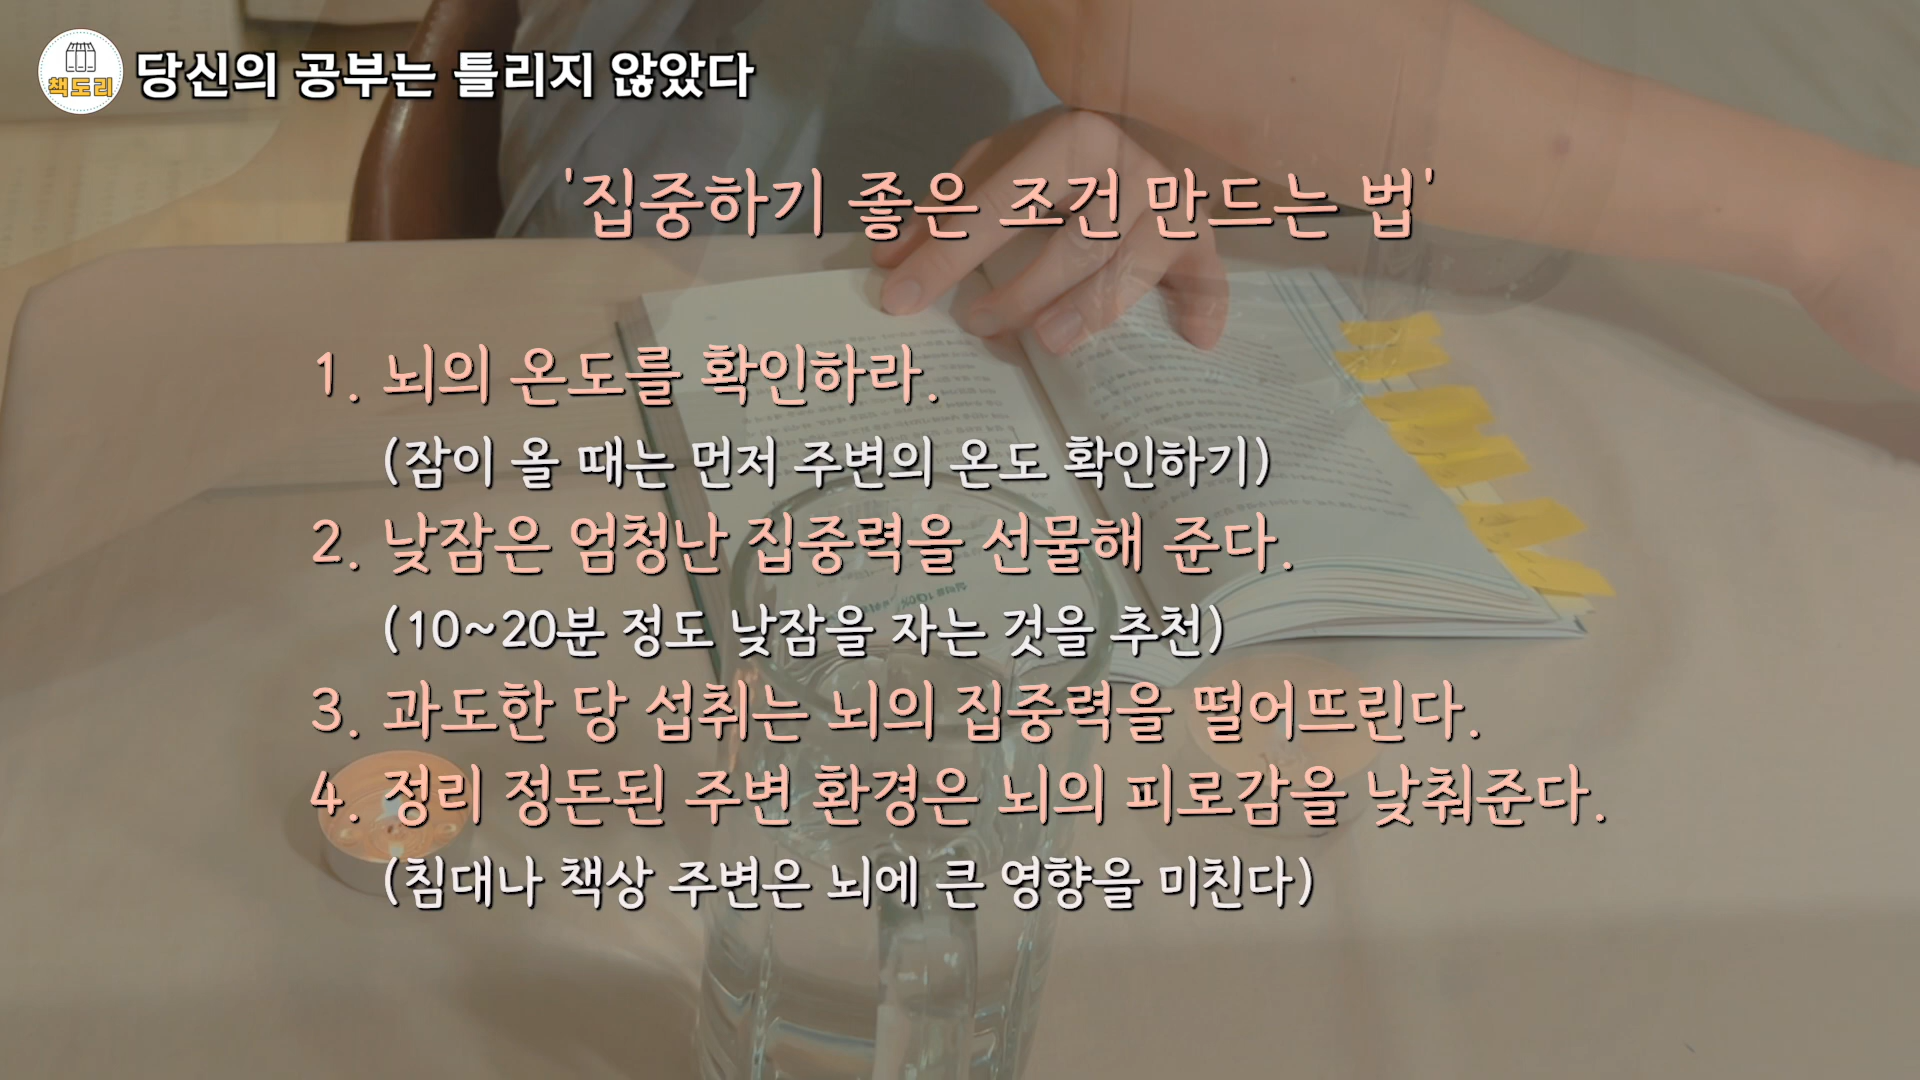 책도리
당신의 공부는 틀리지 않았다
'집중하기 좋은 조건 만드는 법'
1. 뇌의 온도를 확인하라.
(잠이 올 때는 먼저 주변의 온도 확인하기)
2. 낮잠은 엄청난 집중력을 선물해 준다.
(10~20분 정도 낮잠을 자는 것을 추천)
3. 과도한 당 섭취는 뇌의 집중력을 떨어뜨린다.
4. 정리 정돈된 주변 환경은 뇌의 피로감을 낮춰준다.
(침대나 책상 주변은 뇌에 큰 영향을 미친다)